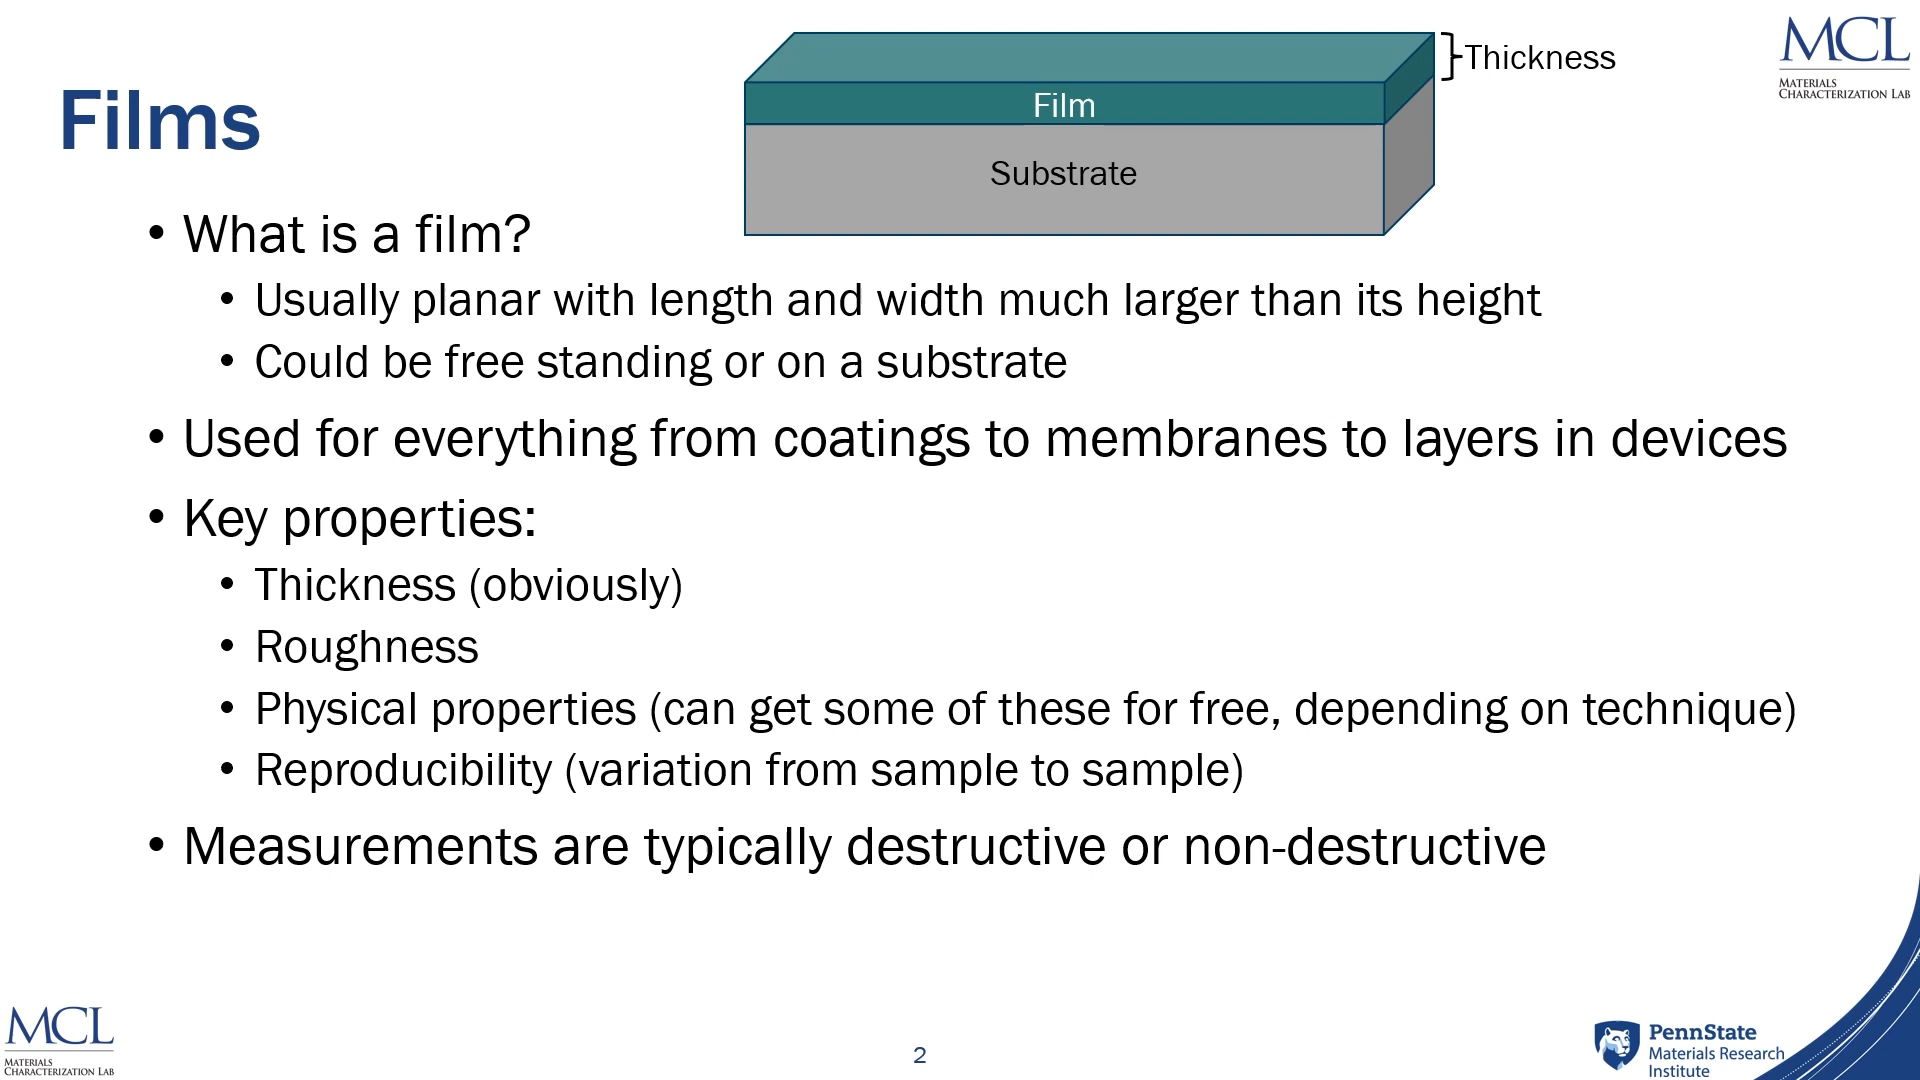 Thickness
MCL
MATERIALS
CHARACTERIZATION LAB
Films
Film
Substrate
• What is a film?
• Usually planar with length and width much larger than its height
• Could be free standing or on a substrate
• Used for everything from coatings to membranes to layers in devices
• Key properties:
• Thickness (obviously)
• Roughness
• Physical properties (can get some of these for free, depending on technique)
• Reproducibility (variation from sample to sample)
• Measurements are typically destructive or non-destructive
MCL
MATERIALS
CHARACTERIZATION LAB
2
PennState
Materials Research
Institute